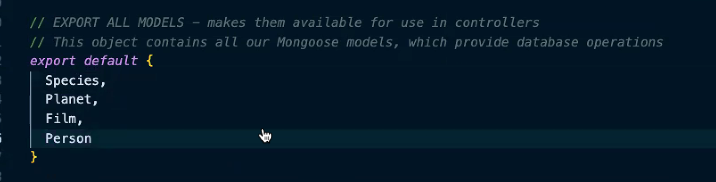 // EXPORT ALL MODELS – makes them available for use in controllers
// This object contains all our Mongoose models, which provide database operations
export default {
Species,
Planet,
Film,
Person
}